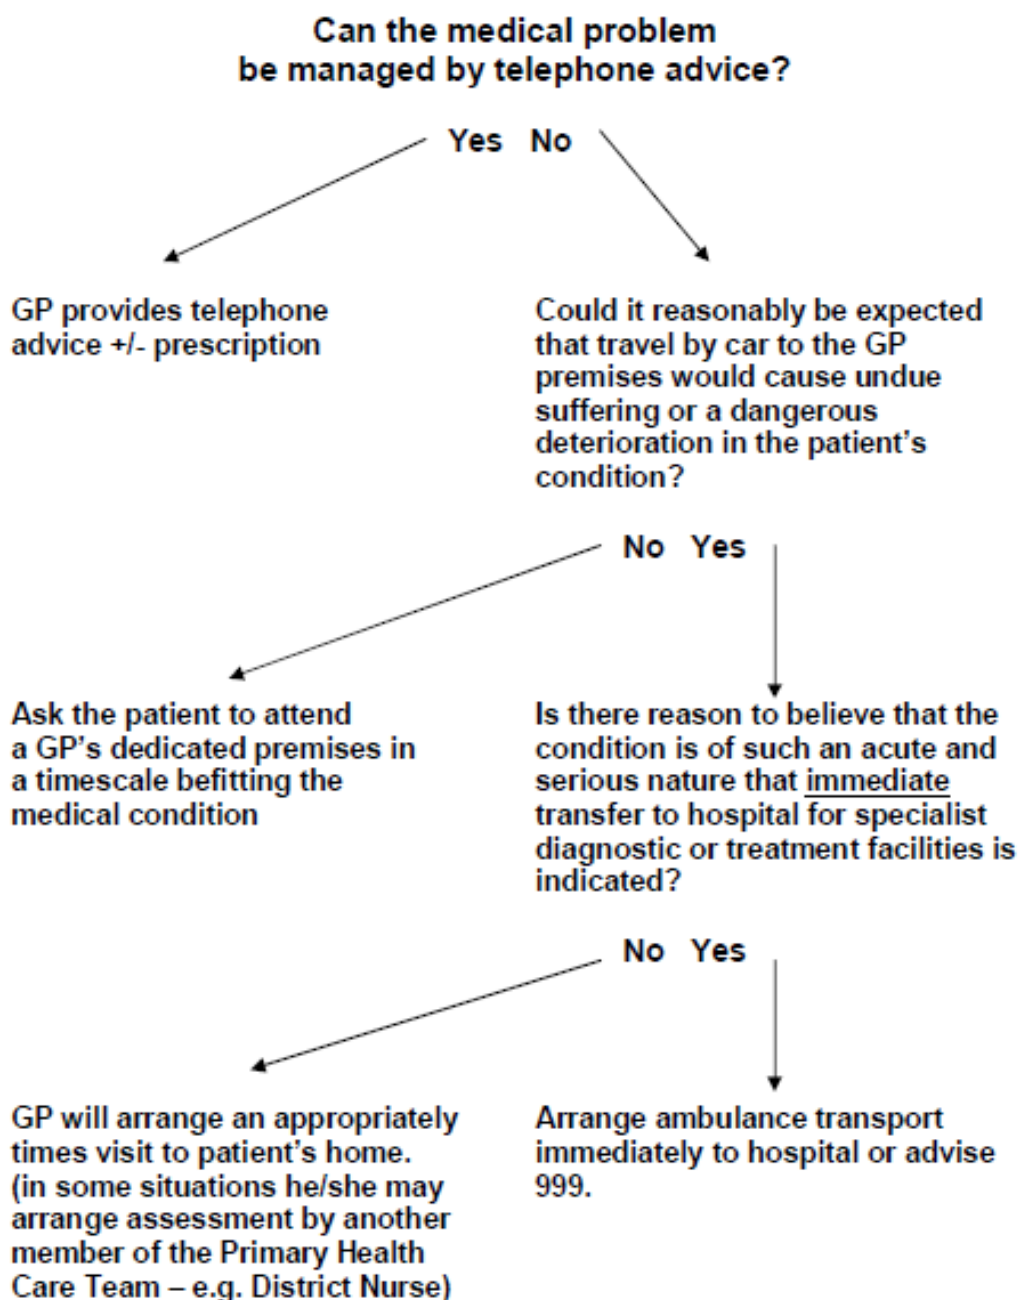 Can the medical problem
be managed by telephone advice?
Yes No
GP provides telephone
advice +/- prescription
Could it reasonably be expected
that travel by car to the GP
premises would cause undue
suffering or a dangerous
deterioration in the patient's
condition?
No Yes
Ask the patient to attend
a GP's dedicated premises in
a timescale befitting the
medical condition
Is there reason to believe that the
condition is of such an acute and
serious nature that immediate
transfer to hospital for specialist
diagnostic or treatment facilities is
indicated?
No Yes
GP will arrange an appropriately
times visit to patient's home.
(in some situations he/she may
arrange assessment by another
member of the Primary Health
Care Team – e.g. District Nurse)
Arrange ambulance transport
immediately to hospital or advise
999.